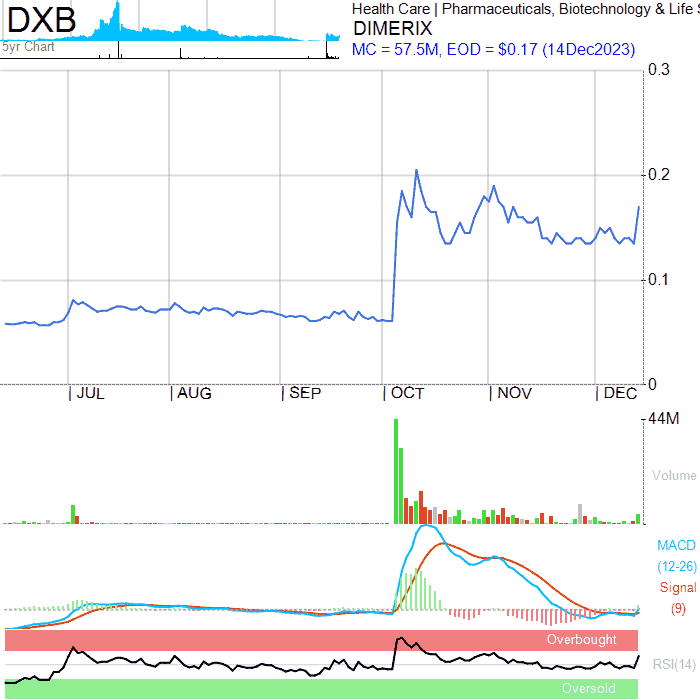 DXB
5yr Chart
Health Care | Pharmaceuticals, Biotechnology & Life S
DIMERIX
MC = 57.5M, EOD = $0.17 (14Dec2023)
0.3
0.2
0.1
0
JUL AUG SEP OCT NOV DEC
44M
Volume
MACD
(12-26)
Signal
(9)
Overbought
RSI(14)
Oversold